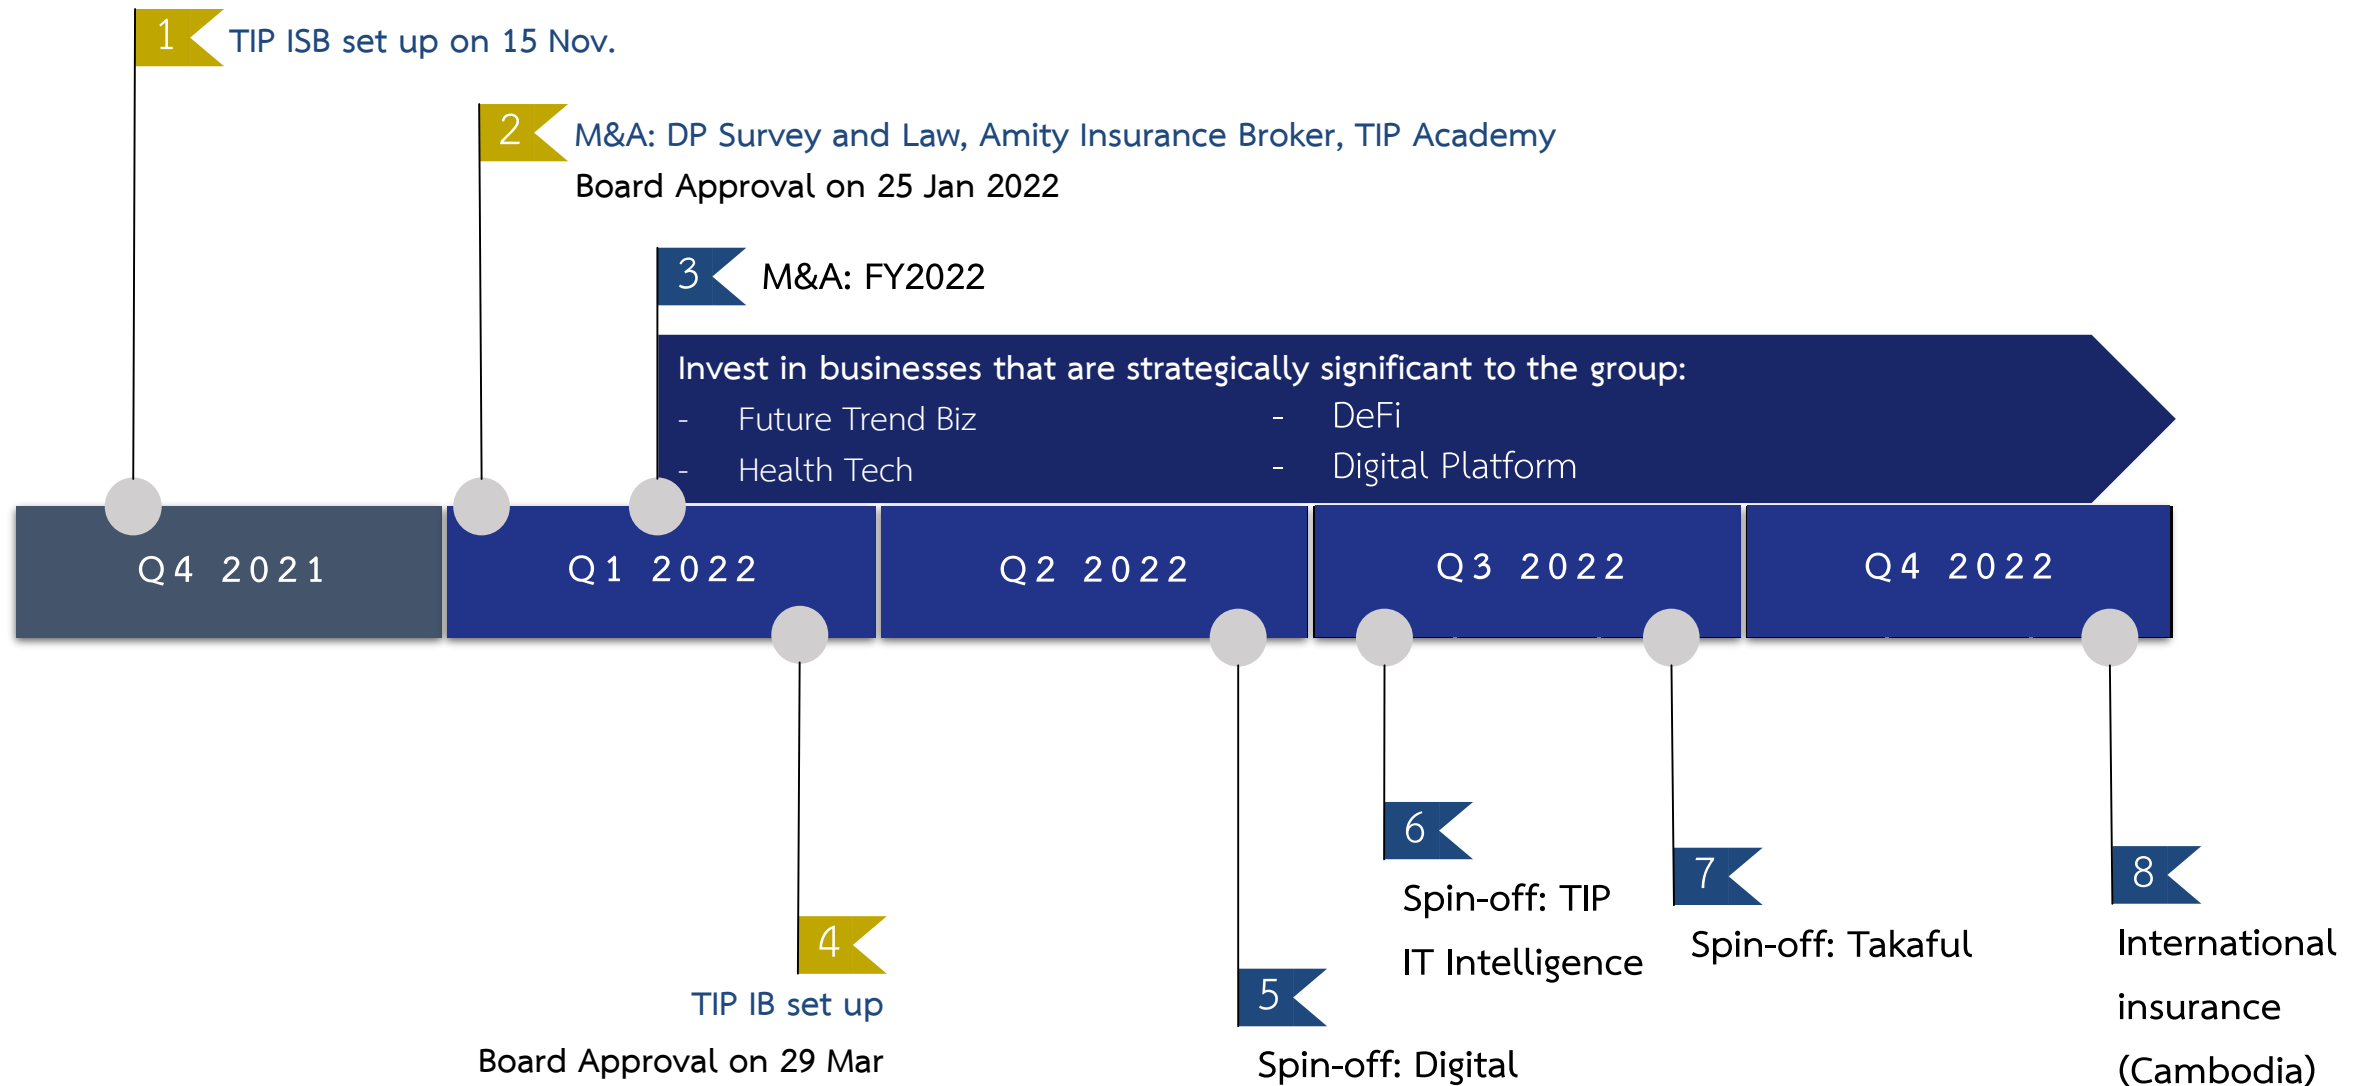 1
TIP ISB set up on 15 Nov.
2
M&A: DP Survey and Law, Amity Insurance Broker, TIP Academy
Board Approval on 25 Jan 2022
3
M&A: FY2022
Invest in businesses that are strategically significant to the group:
- Future Trend Biz
- Health Tech
- DeFi
- Digital Platform
Q4 2021
Q1 2022
Q2 2022
Q3 2022
Q4 2022
4
TIP IB set up
Board Approval on 29 Mar
5
Spin-off: Digital
6
Spin-off: TIP
IT Intelligence
7
Spin-off: Takaful
8
International
insurance
(Cambodia)